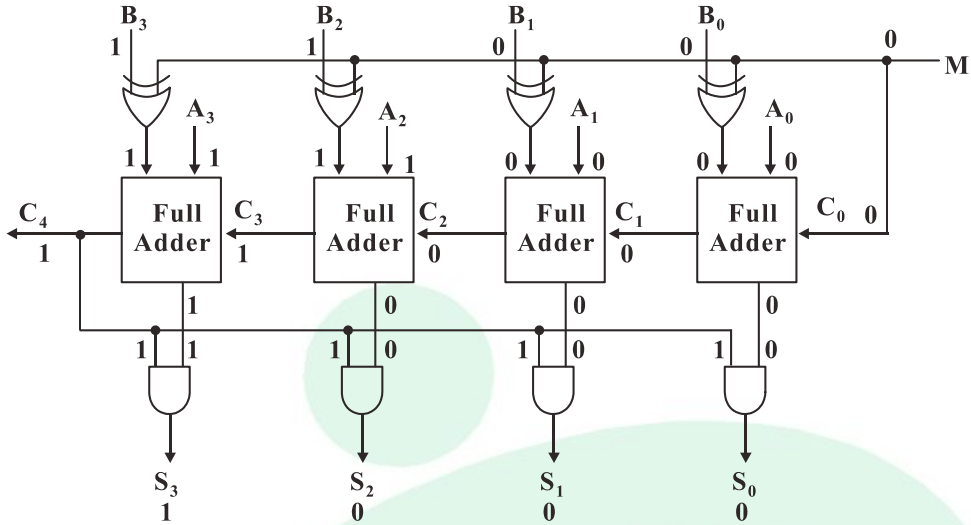 B3 B2 B1 B0
1 1 0 0 0
M
A3 A2 A1 A0
1 1 1 1 0 0 0 0
Full Adder Full Adder Full Adder Full Adder
C4 C3 C2 C1 C0 0
1 1 0 0
1 0 0 0
1 1 1 0 1 0 1 0
S3 S2 S1 S0
1 0 0 0